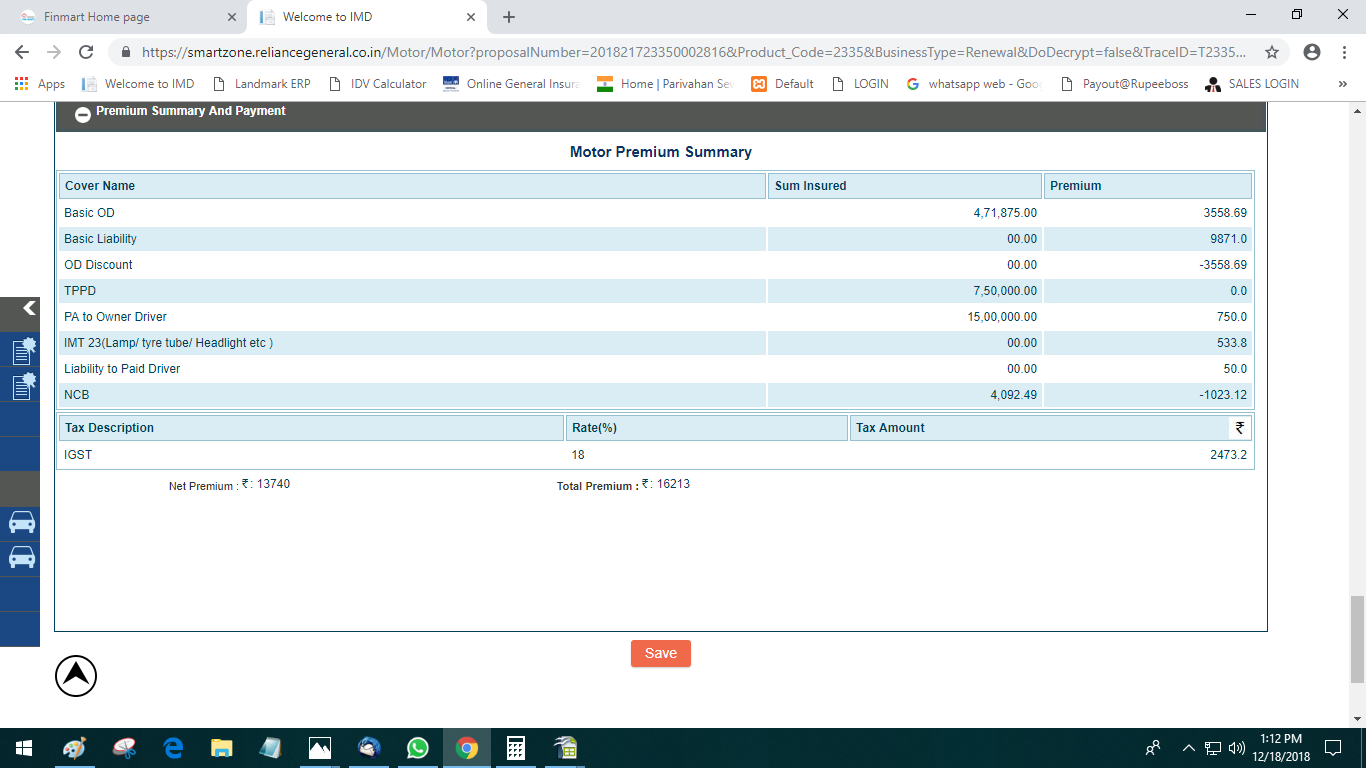 Finmart Home page
Welcome to IMD
https://smartzone.reliancegeneral.co.in/Motor/Motor?proposalNumber=201821723350002816&Product_Code=2335&BusinessType=Renewal&DoDecrypt=false&TraceID=T2335...
Apps Welcome to IMD Landmark ERP IDV Calculator Online General Insura Home | Parivahan Sev Default LOGIN whatsapp web - Goo Payout@Rupeeboss SALES LOGIN »
Premium Summary And Payment
Motor Premium Summary
Cover Name Sum Insured Premium
Basic OD 4,71,875.00 3558.69
Basic Liability 00.00 9871.0
OD Discount 00.00 -3558.69
TPPD 7,50,000.00 0.0
PA to Owner Driver 15,00,000.00 750.0
IMT 23(Lamp/ tyre tube/ Headlight etc ) 00.00 533.8
Liability to Paid Driver 00.00 50.0
NCB 4,092.49 -1023.12
Tax Description Rate(%) Tax Amount ₹
IGST 18 2473.2
Net Premium : ₹: 13740 Total Premium : ₹: 16213
Save
1:12 PM
12/18/2018